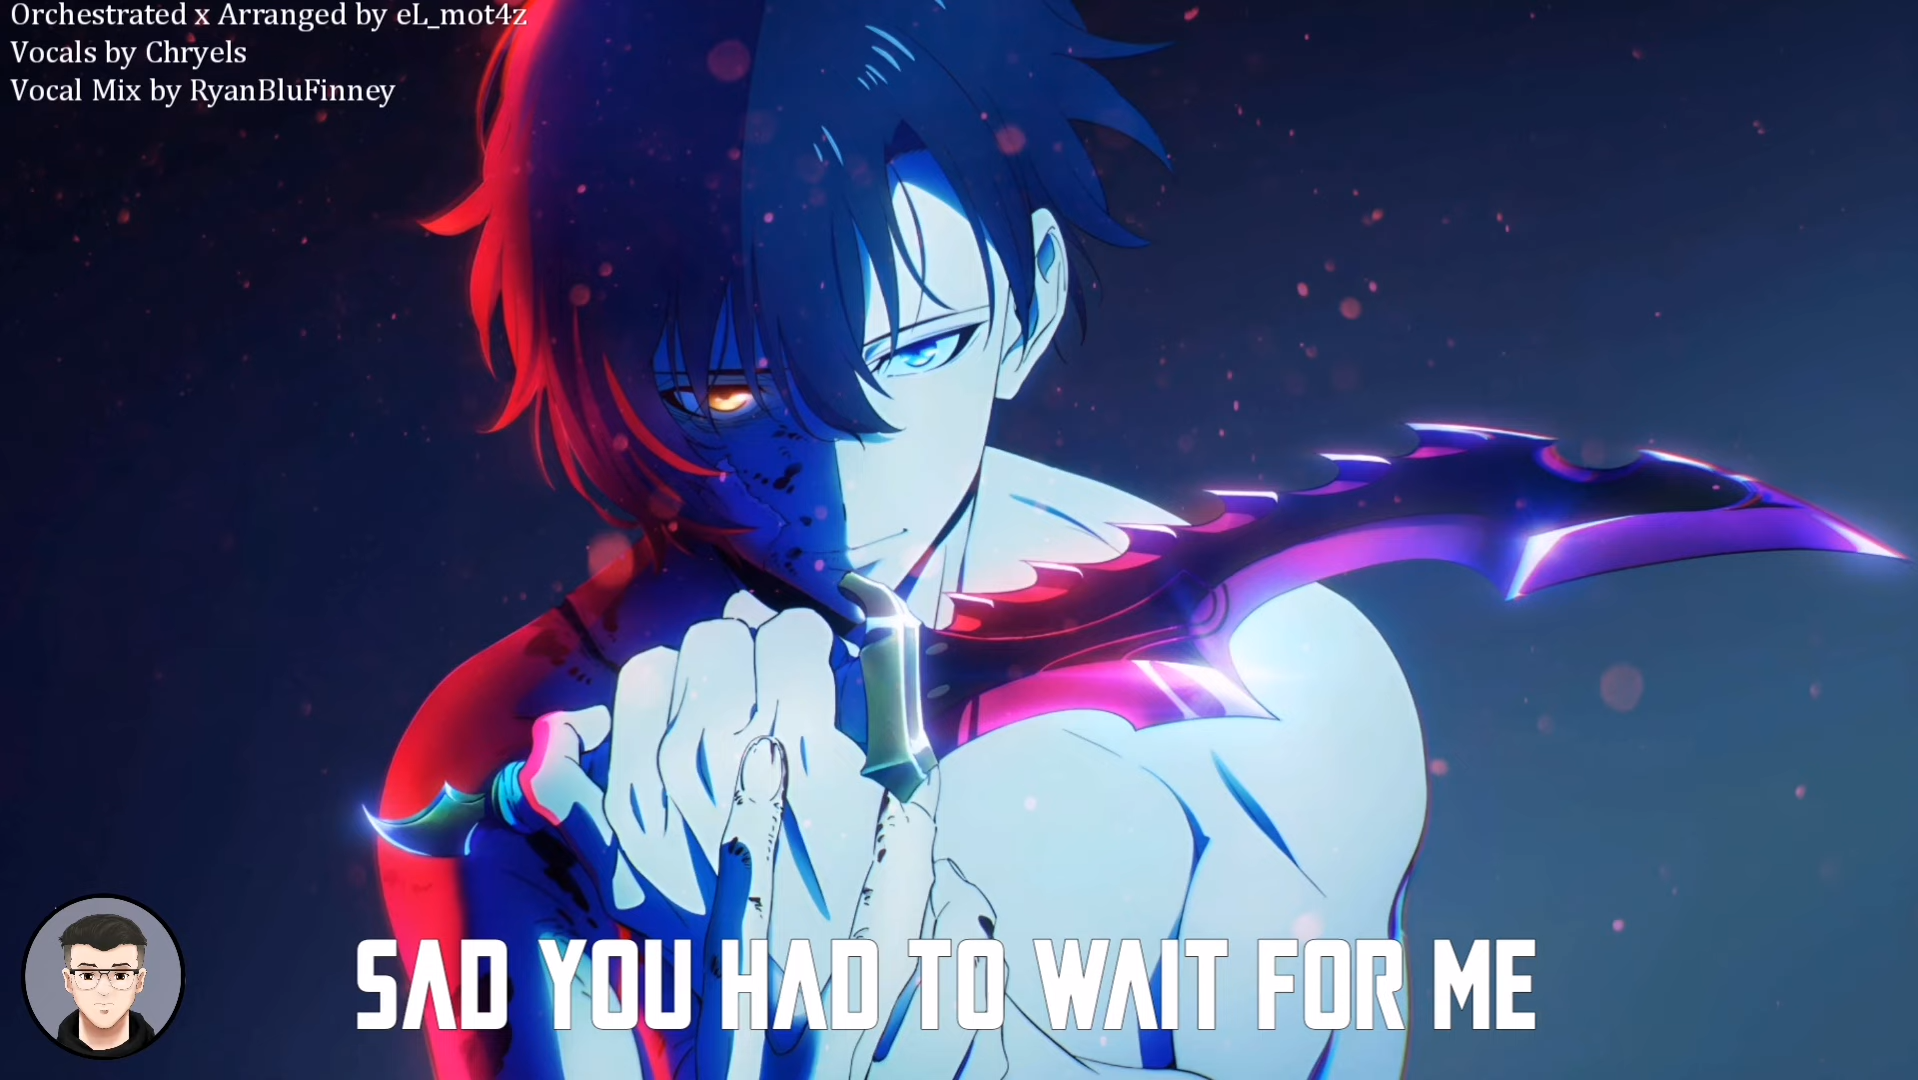 Orchestrated x Arranged by eL_mot4z
Vocals by Chryels
Vocal Mix by RyanBluFinney
SAD YOU HAD TO WAIT FOR ME